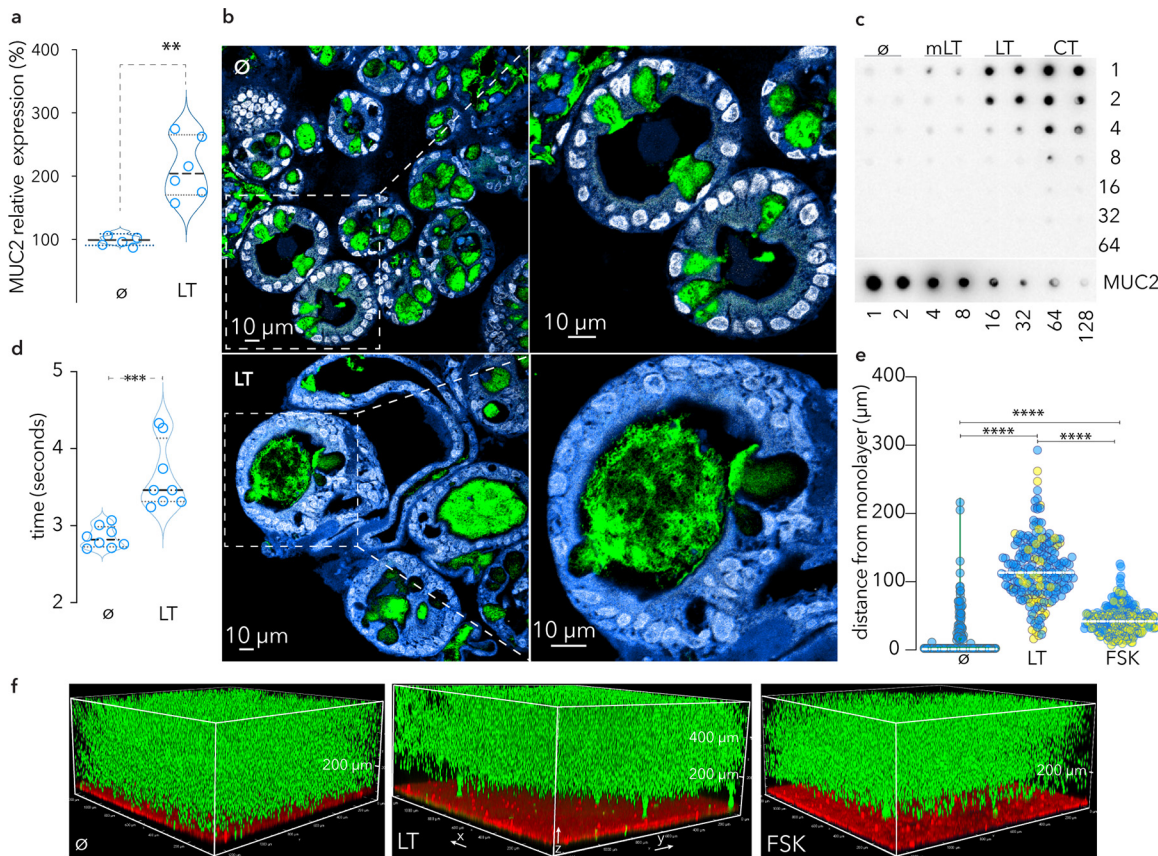 a
MUC2 relative expression (%)
400
300
200
100
**
ø
LT
b
Ø
10 µm
10 µm
LT
10 µm
10 µm
c
ø mLT LT CT
1
2
4
8
16
32
64
MUC2
1 2 4 8 16 32 64 128
d
time (seconds)
5
4
3
2
***
ø
LT
e
distance from monolayer (µm)
400
300
200
100
0
****
**** ****
ø LT FSK
f
200 µm
Ø
400 µm
200 µm
LT
x
z
y
200 µm
FSK